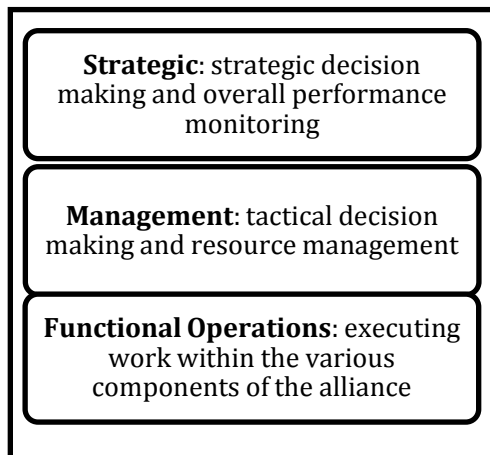 Strategic: strategic decision
making and overall performance
monitoring
Management: tactical decision
making and resource management
Functional Operations: executing
work within the various
components of the alliance